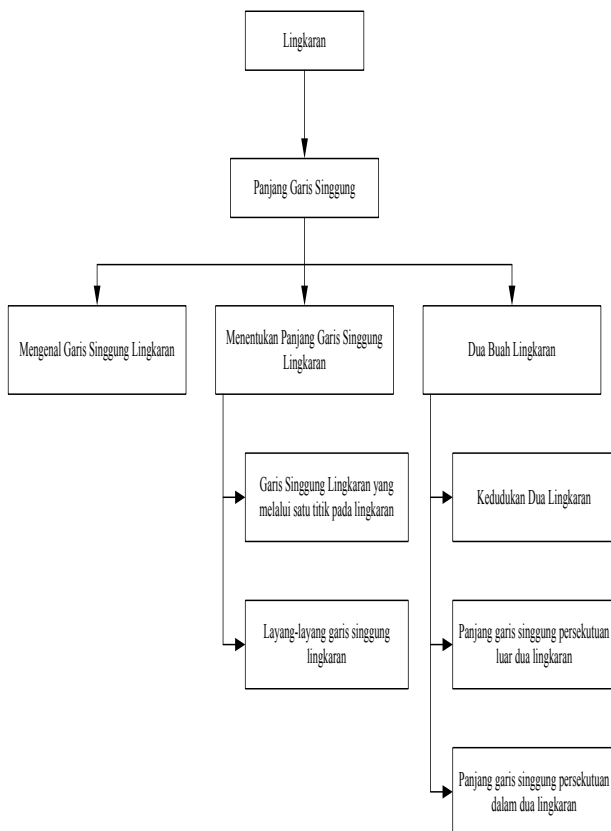 Lingkaran
Panjang Garis Singgung
Mengenal Garis Singgung Lingkaran
Menentukan Panjang Garis Singgung
Lingkaran
Dua Buah Lingkaran
Garis Singgung Lingkaran yang
melalui satu titik pada lingkaran
Layang-layang garis singgung
lingkaran
Kedudukan Dua Lingkaran
Panjang garis singgung persekutuan
luar dua lingkaran
Panjang garis singgung persekutuan
dalam dua lingkaran